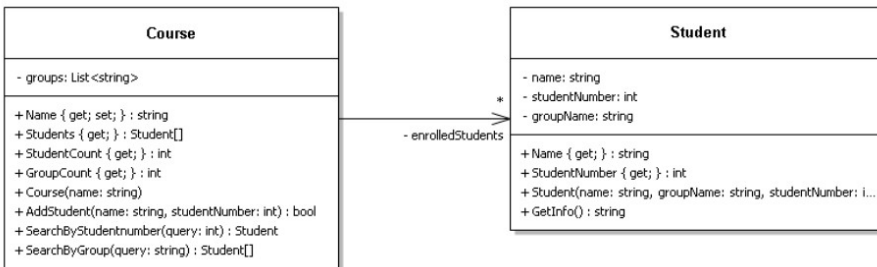 Course
- groups: List<string>
+ Name { get; set; } : string
+ Students { get; } : Student[]
+ StudentCount { get; } : int
+ GroupCount { get; } : int
+ Course(name: string)
+ AddStudent(name: string, studentNumber: int) : bool
+ SearchByStudentnumber(query: int) : Student
+ SearchByGroup(query: string) : Student[]
*
- enrolledStudents
Student
- name: string
- studentNumber: int
- groupName: string
+ Name { get; } : string
+ StudentNumber { get; } : int
+ Student(name: string, groupName: string, studentNumber: i...
+ GetInfo() : string